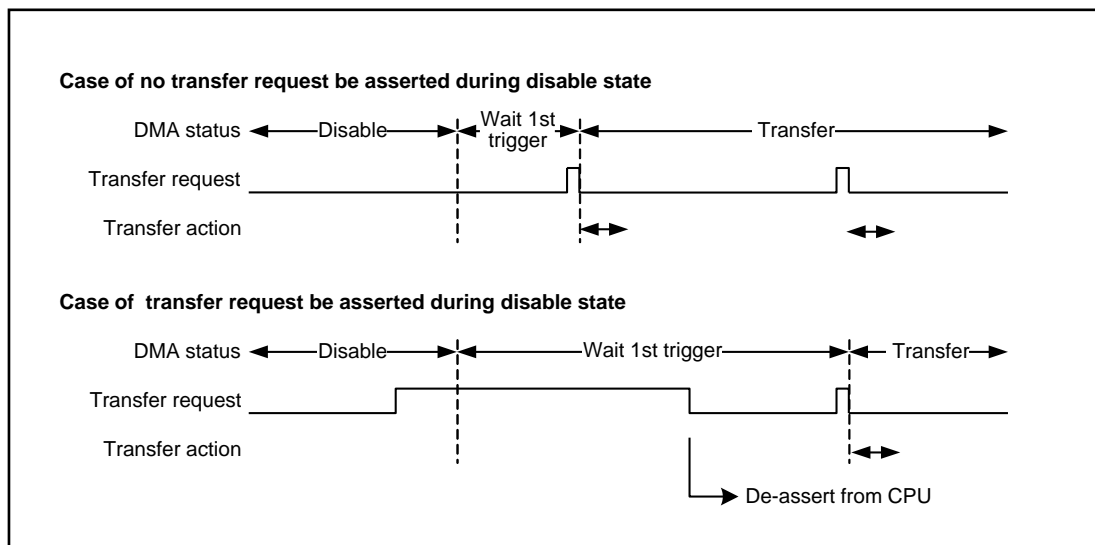 Case of no transfer request be asserted during disable state
DMA status
Disable
Wait 1st
trigger
Transfer
Transfer request
Transfer action
Case of transfer request be asserted during disable state
DMA status
Disable
Wait 1st trigger
Transfer
Transfer request
Transfer action
De-assert from CPU